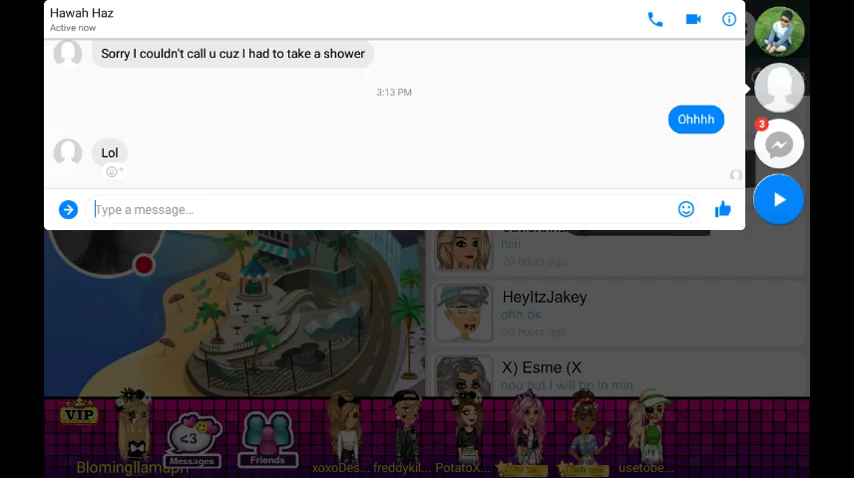 Hawah Haz
Active now
Sorry I couldn't call u cuz I had to take a shower
3:13 PM
Ohhhh
Lol
3
Type a message...
hiiii
20 hours ago
HeyItzJakey
ohh ok
20 hours ago
X) Esme (X
noo but I will be in min
VIP
<3
Messages
Friends
Blomingllamapri
xoxoDes...
freddykil...
PotatoX...
usetobe...